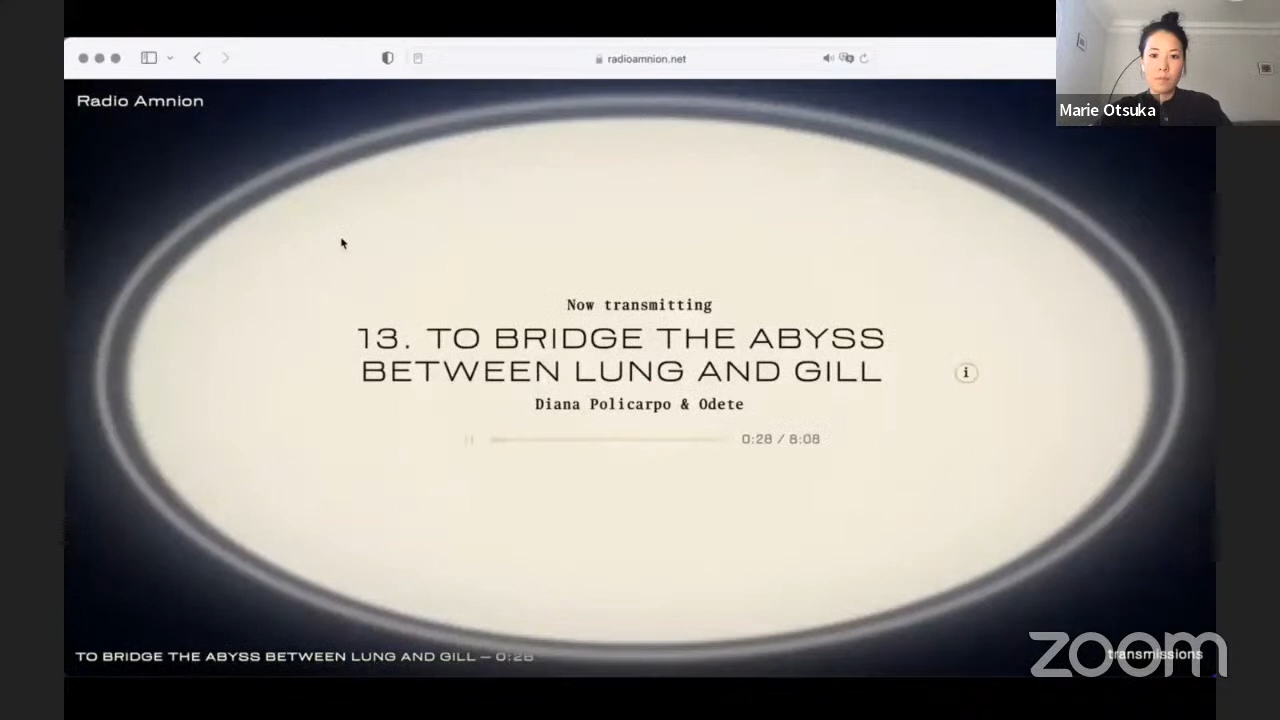 radioamnion.net
Radio Amnion
Marie Otsuka
Now transmitting
13. TO BRIDGE THE ABYSS
BETWEEN LUNG AND GILL
i
Diana Policarpo & Odete
0:28 / 8:08
TO BRIDGE THE ABYSS BETWEEN LUNG AND GILL – 0:28
transmissions
zoom